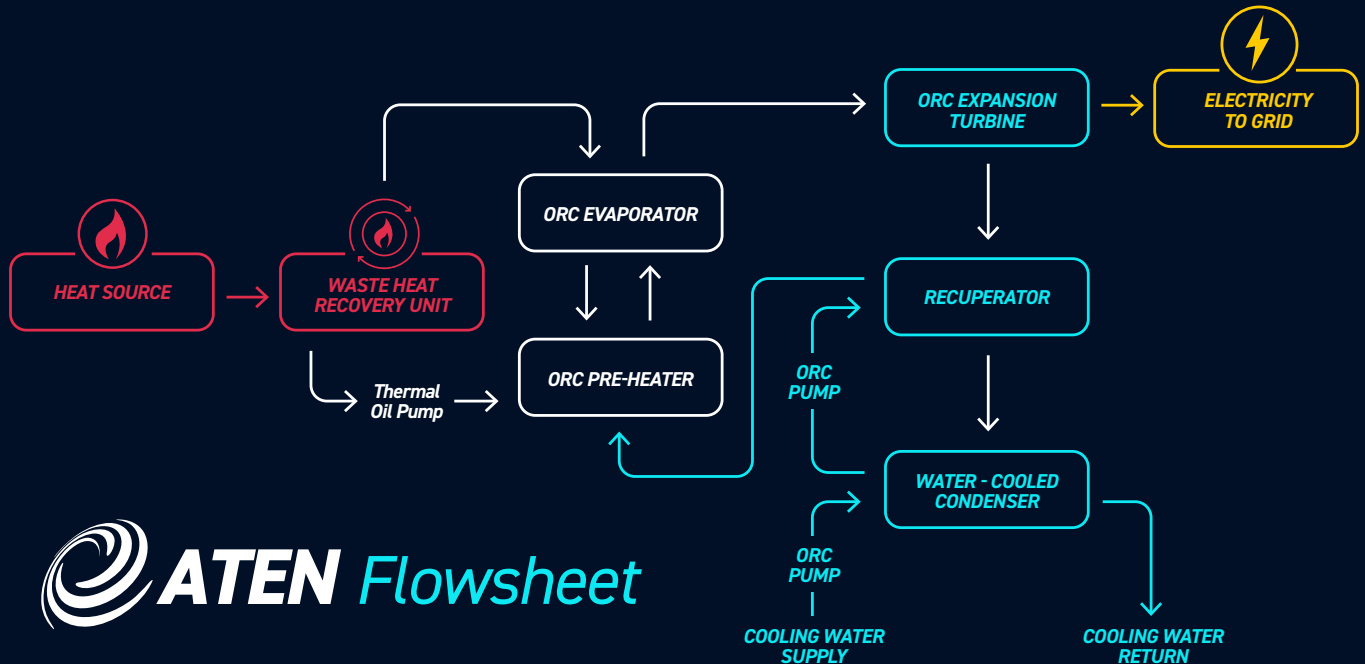 ORC EXPANSION
TURBINE
ELECTRICITY
TO GRID
ORC EVAPORATOR
HEAT SOURCE
WASTE HEAT
RECOVERY UNIT
RECUPERATOR
ORC PRE-HEATER
Thermal
Oil Pump
ORC
PUMP
WATER - COOLED
CONDENSER
ORC
PUMP
ATEN Flowsheet
COOLING WATER
SUPPLY
COOLING WATER
RETURN